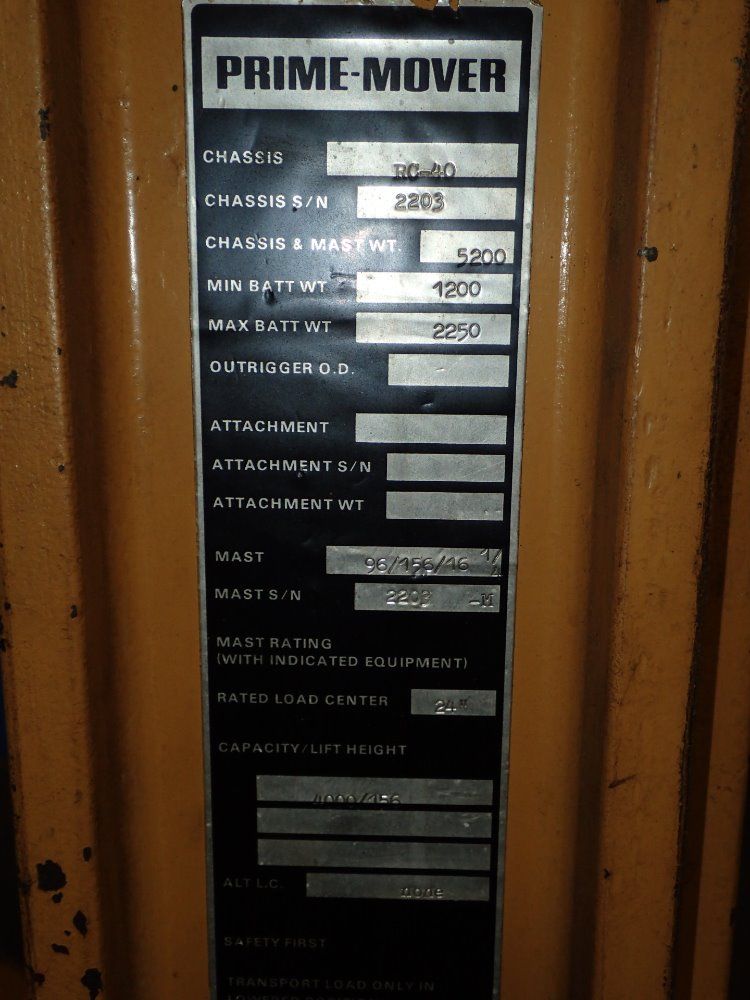 PRIME-MOVER
CHASSIS RC-40
CHASSIS S/N 2203
CHASSIS & MAST WT. 5200
MIN BATT WT 1200
MAX BATT WT 2250
OUTRIGGER O.D.
ATTACHMENT
ATTACHMENT S/N
ATTACHMENT WT
MAST 96/156/16 1/
MAST S/N 2203 -M
MAST RATING
(WITH INDICATED EQUIPMENT)
RATED LOAD CENTER 24"
CAPACITY/LIFT HEIGHT
4000/156
ALT L.C. none
SAFETY FIRST
TRANSPORT LOAD ONLY IN
LOWERED POSITION